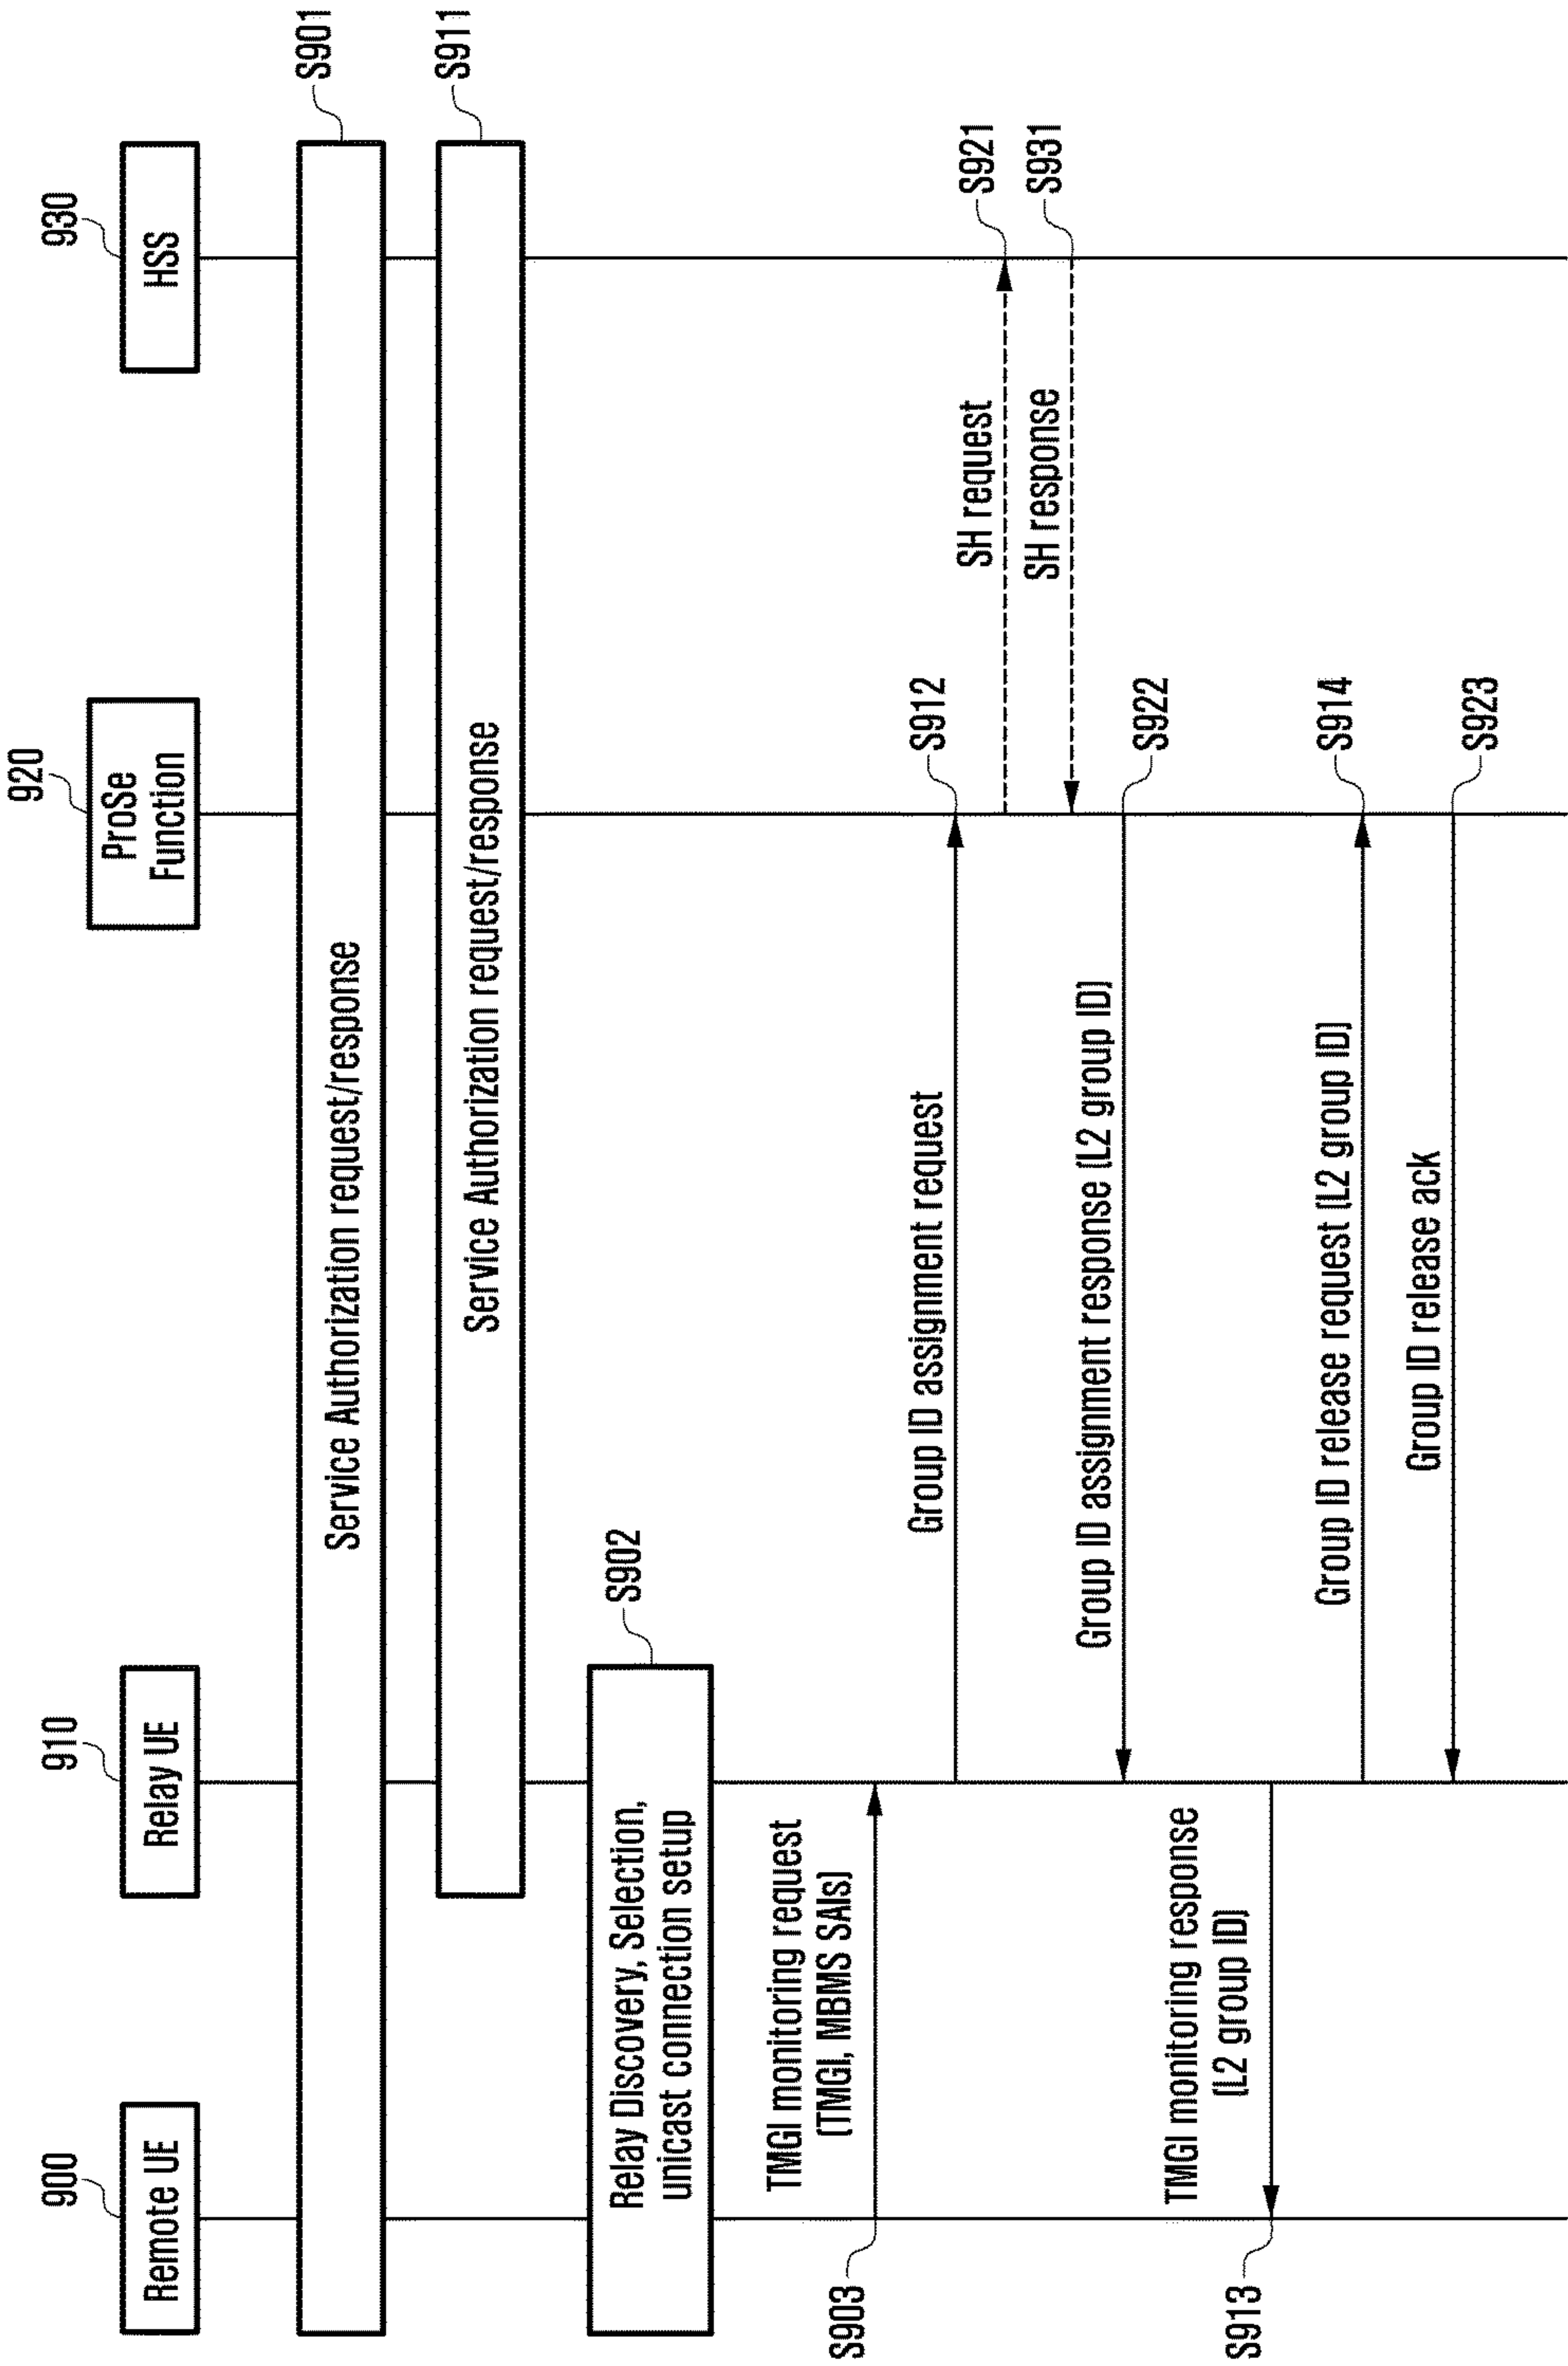 900
Remote UE
910
Relay UE
920
ProSe
Function
930
HSS
Service Authorization request/response
S901
Service Authorization request/response
S911
Relay Discovery, Selection,
unicast connection setup
S902
S903
TMGI monitoring request
(TMGI, MBMS SAIs)
Group ID assignment request
S912
SH request
S921
SH response
S931
Group ID assignment response (L2 group ID)
S922
S913
TMGI monitoring response
(L2 group ID)
Group ID release request (L2 group ID)
S914
Group ID release ack
S923